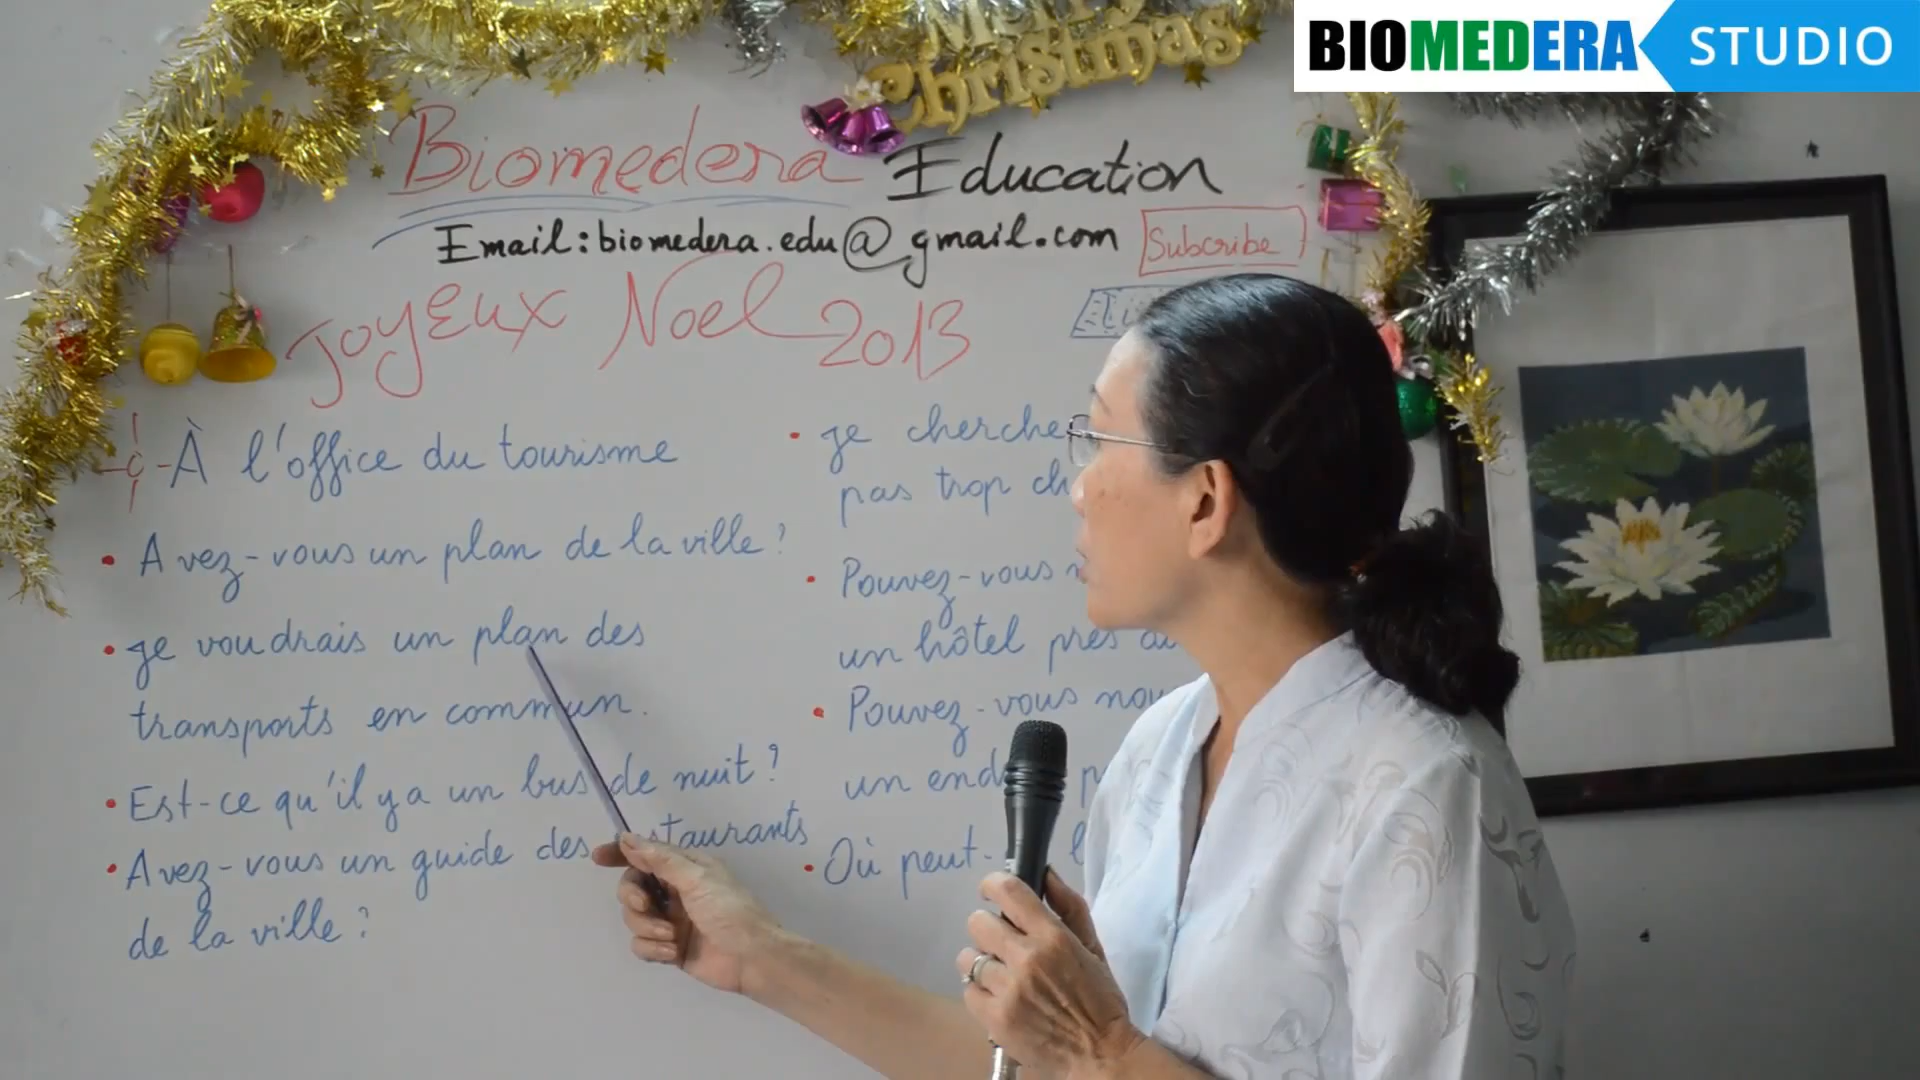 Merry
Christmas
BIOMEDERA STUDIO
Biomedera Education
Email: biomedera.edu@gmail.com
Subscribe
Joyeux Noel 2013
À l'office du tourisme
• Avez-vous un plan de la ville?
• Je voudrais un plan des
transports en commun.
• Est-ce qu'il y a un bus de nuit?
• Avez-vous un guide des restaurants
de la ville?
• Je cherche
pas trop
• Pouvez-vous
un hôtel près
• Pouvez-vous nou
un
• Où peut-